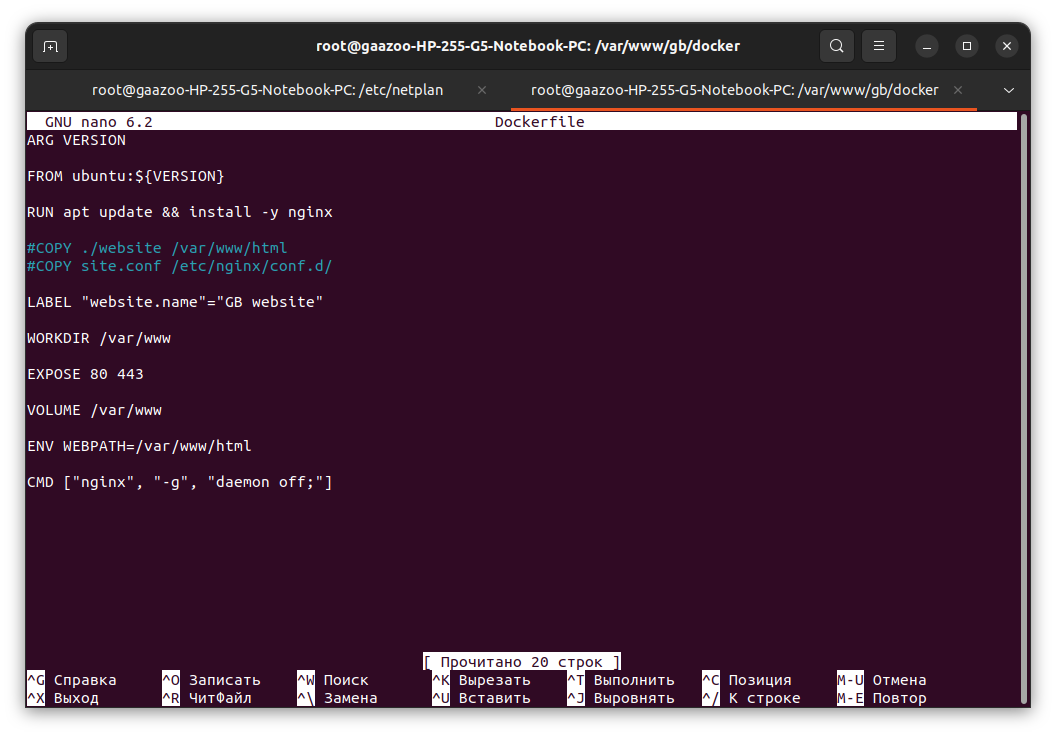 root@gaazoo-HP-255-G5-Notebook-PC: /var/www/gb/docker
root@gaazoo-HP-255-G5-Notebook-PC: /etc/netplan
root@gaazoo-HP-255-G5-Notebook-PC: /var/www/gb/docker
GNU nano 6.2 Dockerfile
ARG VERSION
FROM ubuntu:${VERSION}
RUN apt update && install -y nginx
#COPY ./website /var/www/html
#COPY site.conf /etc/nginx/conf.d/
LABEL "website.name"="GB website"
WORKDIR /var/www
EXPOSE 80 443
VOLUME /var/www
ENV WEBPATH=/var/www/html
CMD ["nginx", "-g", "daemon off;"]
[ Прочитано 20 строк ]
^G Справка ^O Записать ^W Поиск ^K Вырезать ^T Выполнить ^C Позиция M-U Отмена
^X Выход ^R ЧитФайл ^\ Замена ^U Вставить ^J Выровнять ^/ К строке M-E Повтор